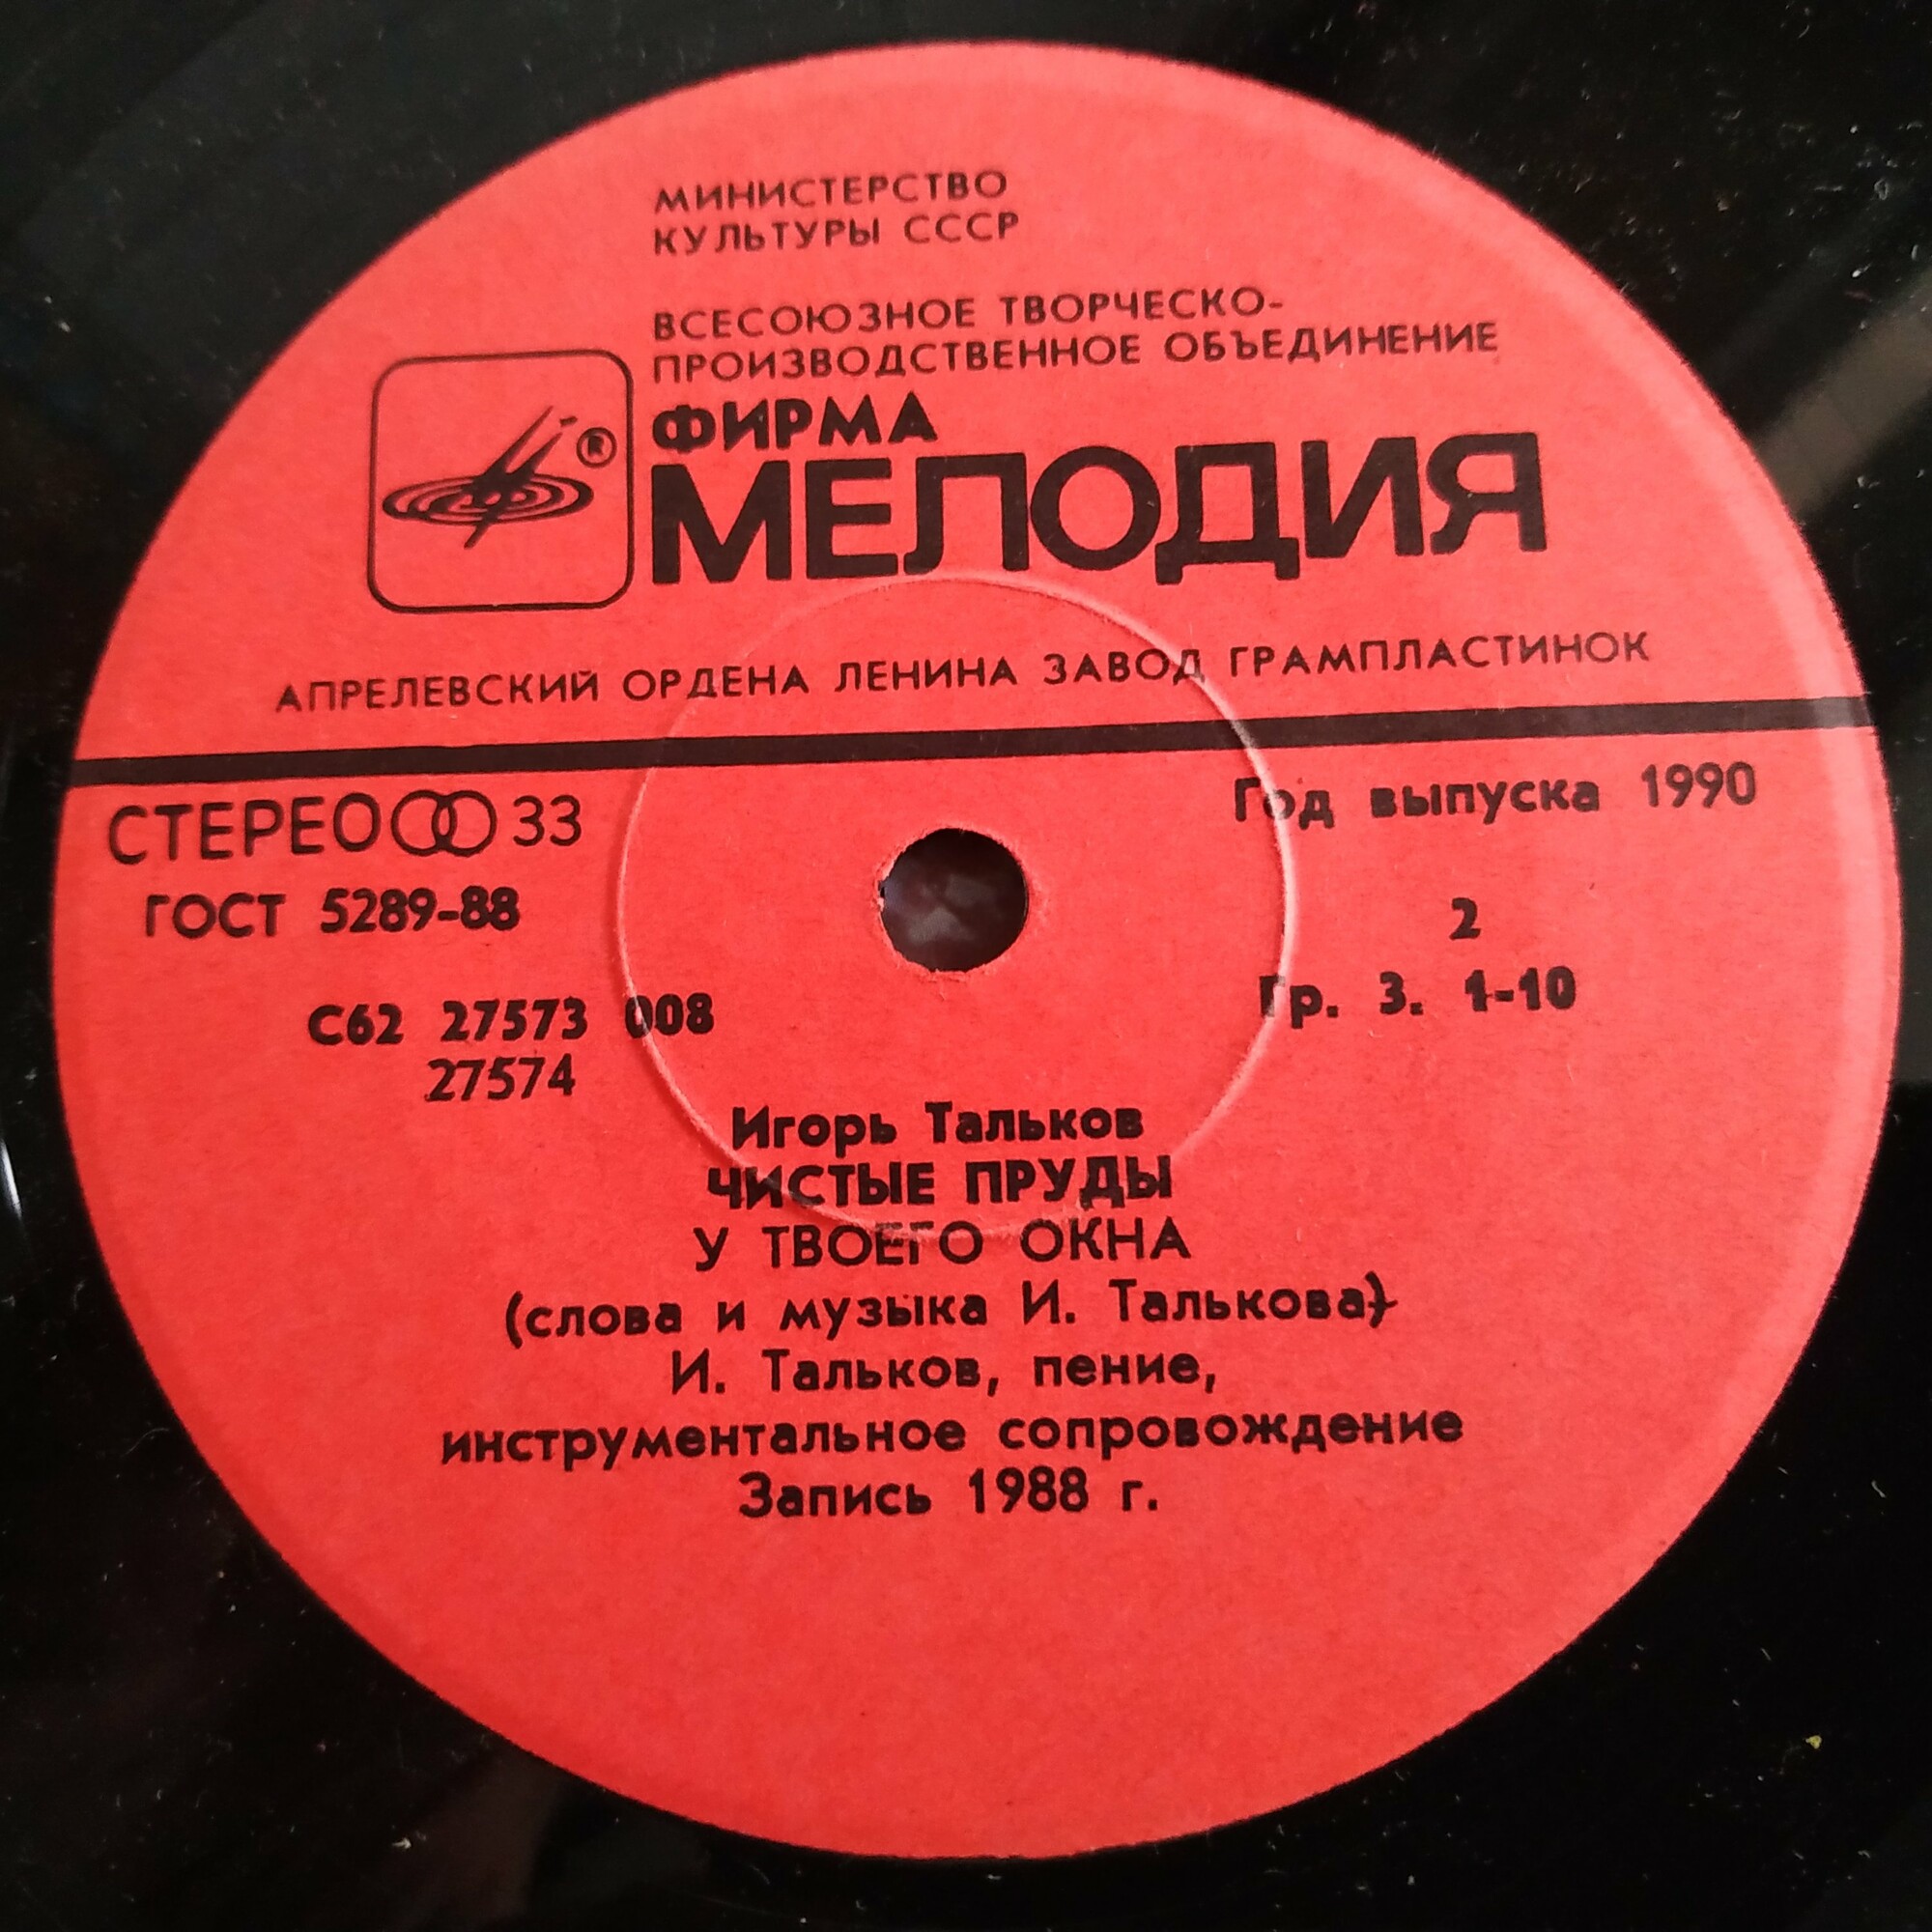 МИНИСТЕРСТВО
КУЛЬТУРЫ СССР
ВСЕСОЮЗНОЕ ТВОРЧЕСКО-
ПРОИЗВОДСТВЕННОЕ ОБЪЕДИНЕНИЕ
®
ФИРМА
МЕЛОДИЯ
АПРЕЛЕВСКИЙ ОРДЕНА ЛЕНИНА ЗАВОД ГРАМПЛАСТИНОК
СТЕРЕО 33
Год выпуска 1990
ГОСТ 5289-88
2
С62 27573 008
Гр. 3. 1-10
27574
Игорь Тальков
ЧИСТЫЕ ПРУДЫ
У ТВОЕГО ОКНА
(слова и музыка И. Талькова)
И. Тальков, пение,
инструментальное сопровождение
Запись 1988 г.